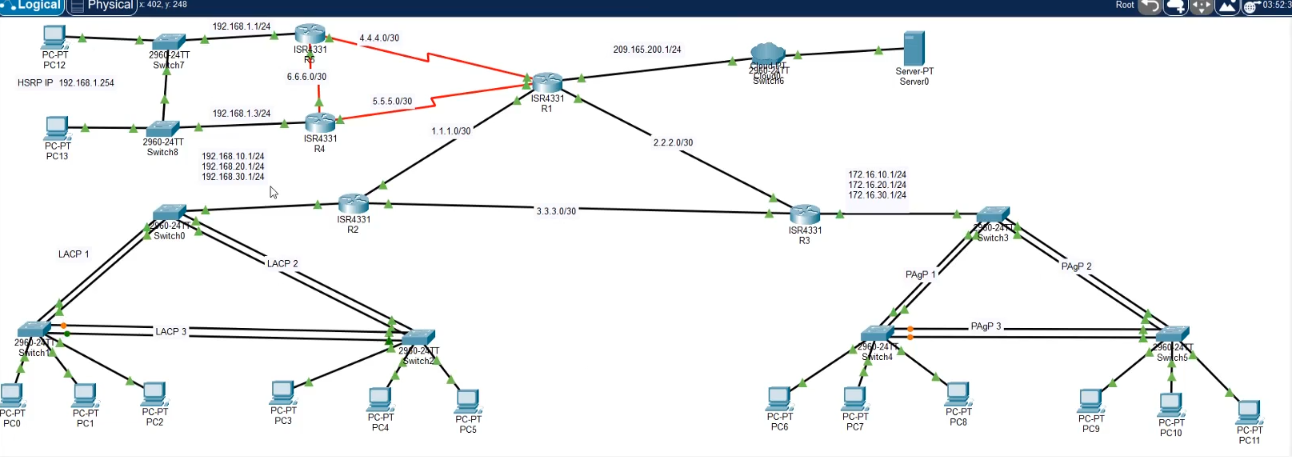 Logical
Physical
x: 402, y: 248
Root
03:52:3
PC-PT
PC12
2960-24TT
Switch7
192.168.1.1/24
ISR4331
4.4.4.0/30
209.165.200.1/24
Switch6
Server-PT
Server0
HSRP IP 192.168.1.254
6.6.6.0/30
ISR4331
R1
5.5.5.0/30
192.168.1.3/24
PC-PT
PC13
2960-24TT
Switch8
ISR4331
R4
1.1.1.0/30
2.2.2.0/30
192.168.10.1/24
192.168.20.1/24
192.168.30.1/24
172.16.10.1/24
172.16.20.1/24
172.16.30.1/24
2960-24TT
Switch0
ISR4331
R2
3.3.3.0/30
ISR4331
R3
2960-24TT
Switch3
LACP 1
LACP 2
PAgP 1
PAgP 2
LACP 3
PAgP 3
2960-24TT
Switch1
2960-24TT
Switch2
2960-24TT
Switch4
2960-24TT
Switch5
PC-PT
PC0
PC-PT
PC1
PC-PT
PC2
PC-PT
PC3
PC-PT
PC4
PC-PT
PC5
PC-PT
PC6
PC-PT
PC7
PC-PT
PC8
PC-PT
PC9
PC-PT
PC10
PC-PT
PC11